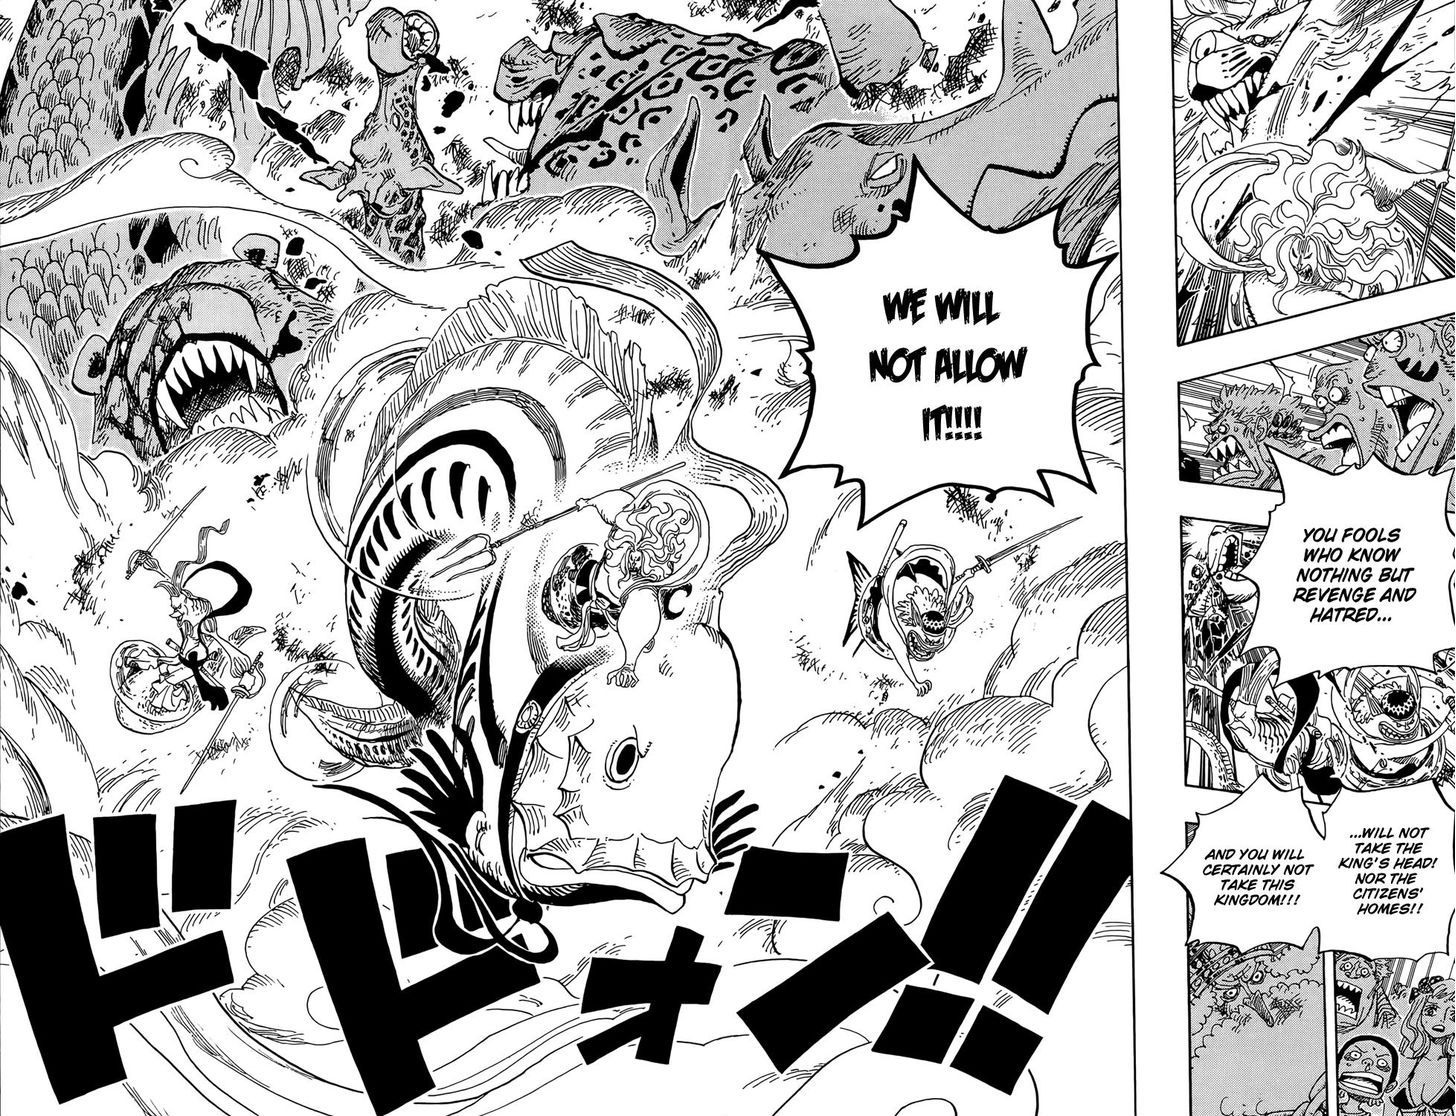 YOU FOOLS
WHO KNOW
NOTHING BUT
REVENGE AND
HATRED...
...WILL NOT
TAKE THE
KING'S HEAD!
NOR THE
CITIZENS'
HOMES!!
AND YOU WILL
CERTAINLY NOT
TAKE THIS
KINGDOM!!!
WE WILL
NOT ALLOW
IT!!!!
ドドォン!!